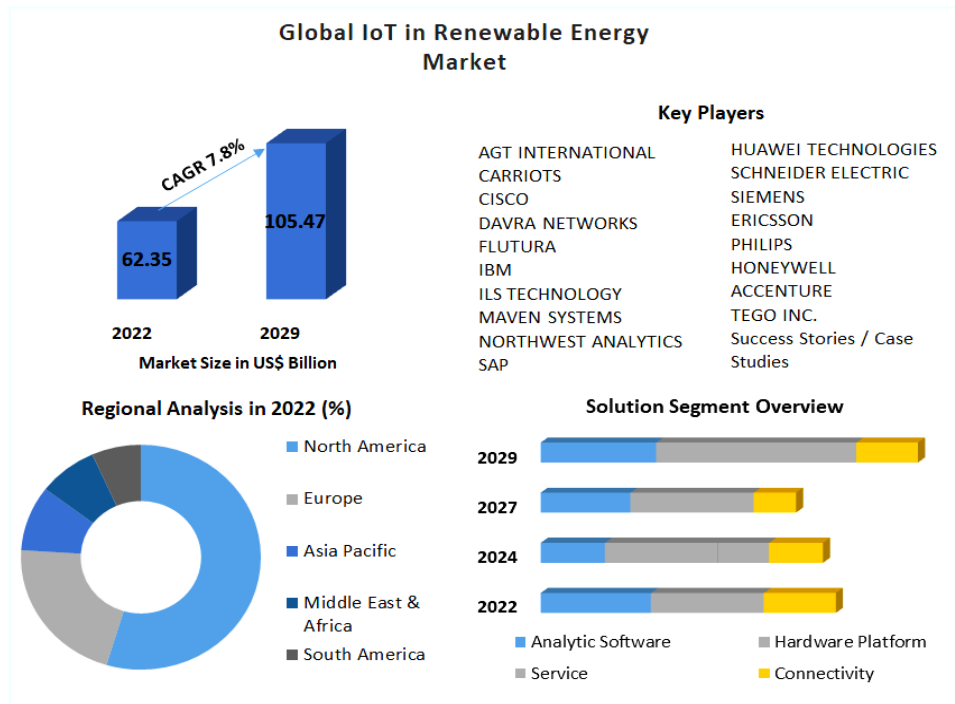 Global IoT in Renewable Energy
Market
CAGR 7.8%
62.35
105.47
2022
2029
Market Size in US$ Billion
Key Players
AGT INTERNATIONAL
CARRIOTS
CISCO
DAVRA NETWORKS
FLUTURA
IBM
ILS TECHNOLOGY
MAVEN SYSTEMS
NORTHWEST ANALYTICS
SAP
HUAWEI TECHNOLOGIES
SCHNEIDER ELECTRIC
SIEMENS
ERICSSON
PHILIPS
HONEYWELL
ACCENTURE
TEGO INC.
Success Stories / Case
Studies
Regional Analysis in 2022 (%)
North America
Europe
Asia Pacific
Middle East &
Africa
South America
Solution Segment Overview
2029
2027
2024
2022
Analytic Software
Hardware Platform
Service
Connectivity